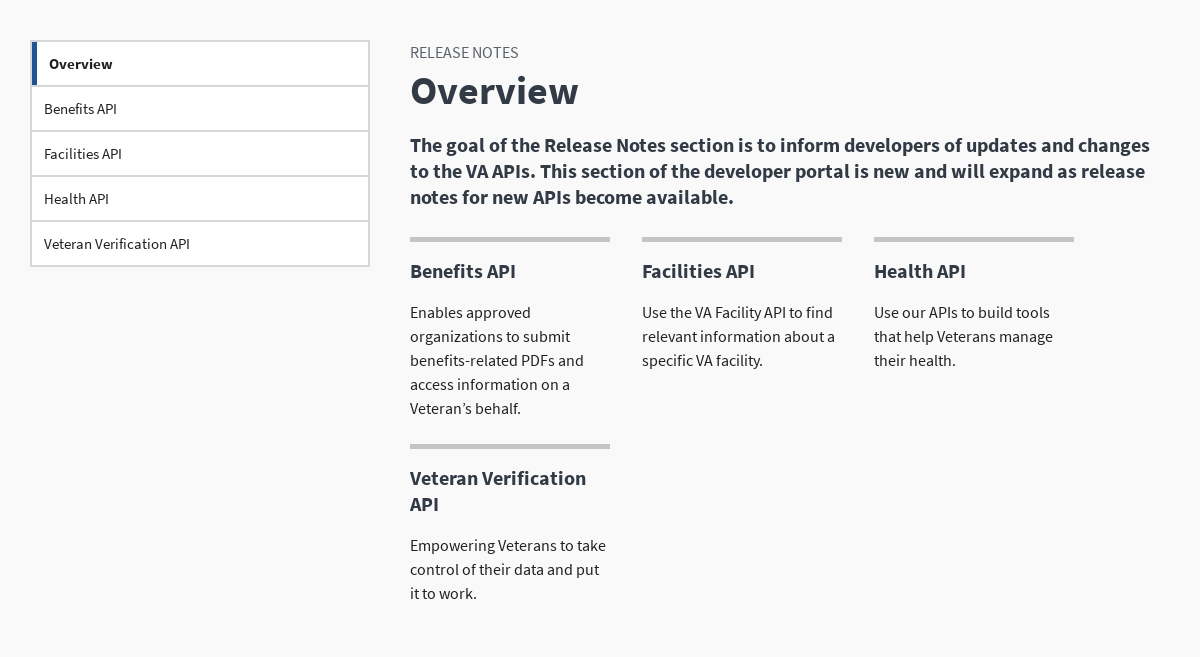 Overview
Benefits API
Facilities API
Health API
Veteran Verification API
RELEASE NOTES
Overview
The goal of the Release Notes section is to inform developers of updates and changes
to the VA APIs. This section of the developer portal is new and will expand as release
notes for new APIs become available.
Benefits API
Enables approved
organizations to submit
benefits-related PDFs and
access information on a
Veteran’s behalf.
Facilities API
Use the VA Facility API to find
relevant information about a
specific VA facility.
Health API
Use our APIs to build tools
that help Veterans manage
their health.
Veteran Verification
API
Empowering Veterans to take
control of their data and put
it to work.